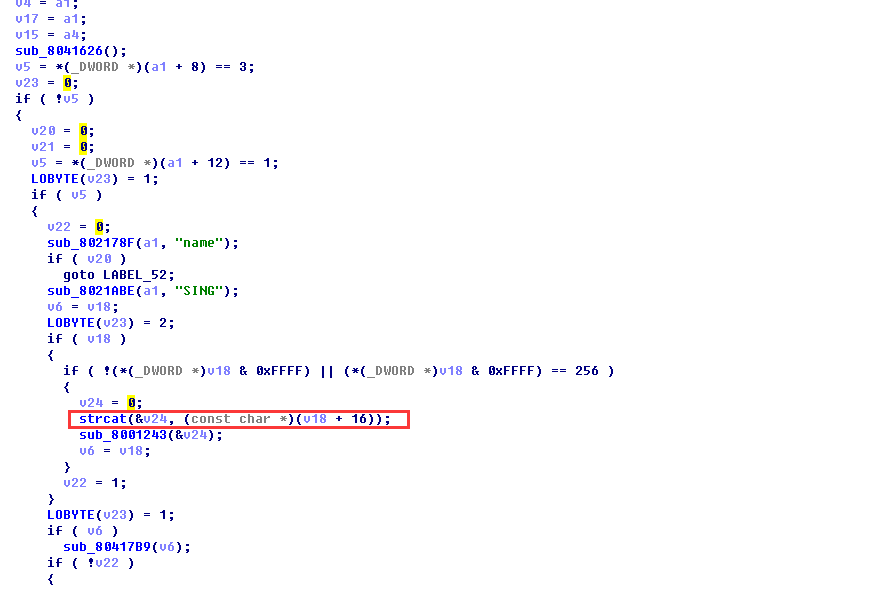 v4 = a1;
v17 = a1;
v15 = a4;
sub_8041626();
v5 = *(_DWORD *)(a1 + 8) == 3;
v23 = 0;
if ( !v5 )
{
v20 = 0;
v21 = 0;
v5 = *(_DWORD *)(a1 + 12) == 1;
LOBYTE(v23) = 1;
if ( v5 )
{
v22 = 0;
sub_802178F(a1, "name");
if ( v20 )
goto LABEL_52;
sub_8021ABE(a1, "SING");
v6 = v18;
LOBYTE(v23) = 2;
if ( v18 )
{
if ( !(*(_DWORD *)v18 & 0xFFFF) || (*(_DWORD *)v18 & 0xFFFF) == 256 )
{
v24 = 0;
strcat(&v24, (const char *)(v18 + 16));
sub_8001243(&v24);
v6 = v18;
}
v22 = 1;
}
LOBYTE(v23) = 1;
if ( v6 )
sub_80417B9(v6);
if ( !v22 )
{